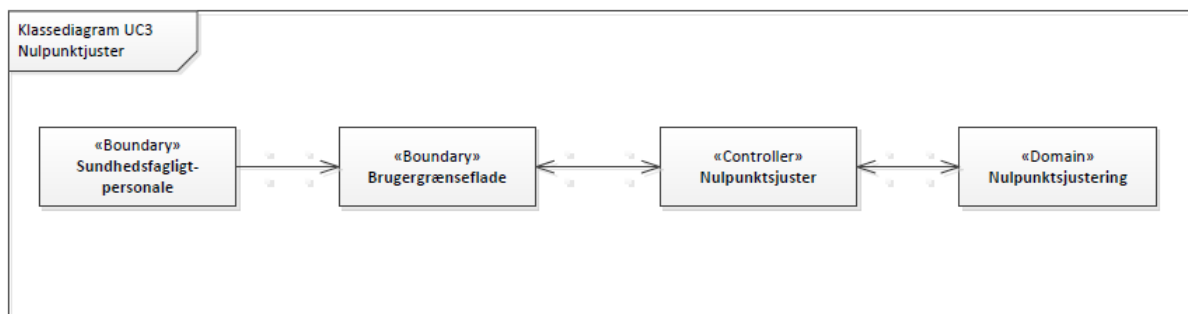 Klassediagram UC3
Nulpunktjuster
«Boundary»
Sundhedsfagligt-
personale
«Boundary»
Brugergrænseflade
«Controller»
Nulpunktsjuster
«Domain»
Nulpunktsjustering